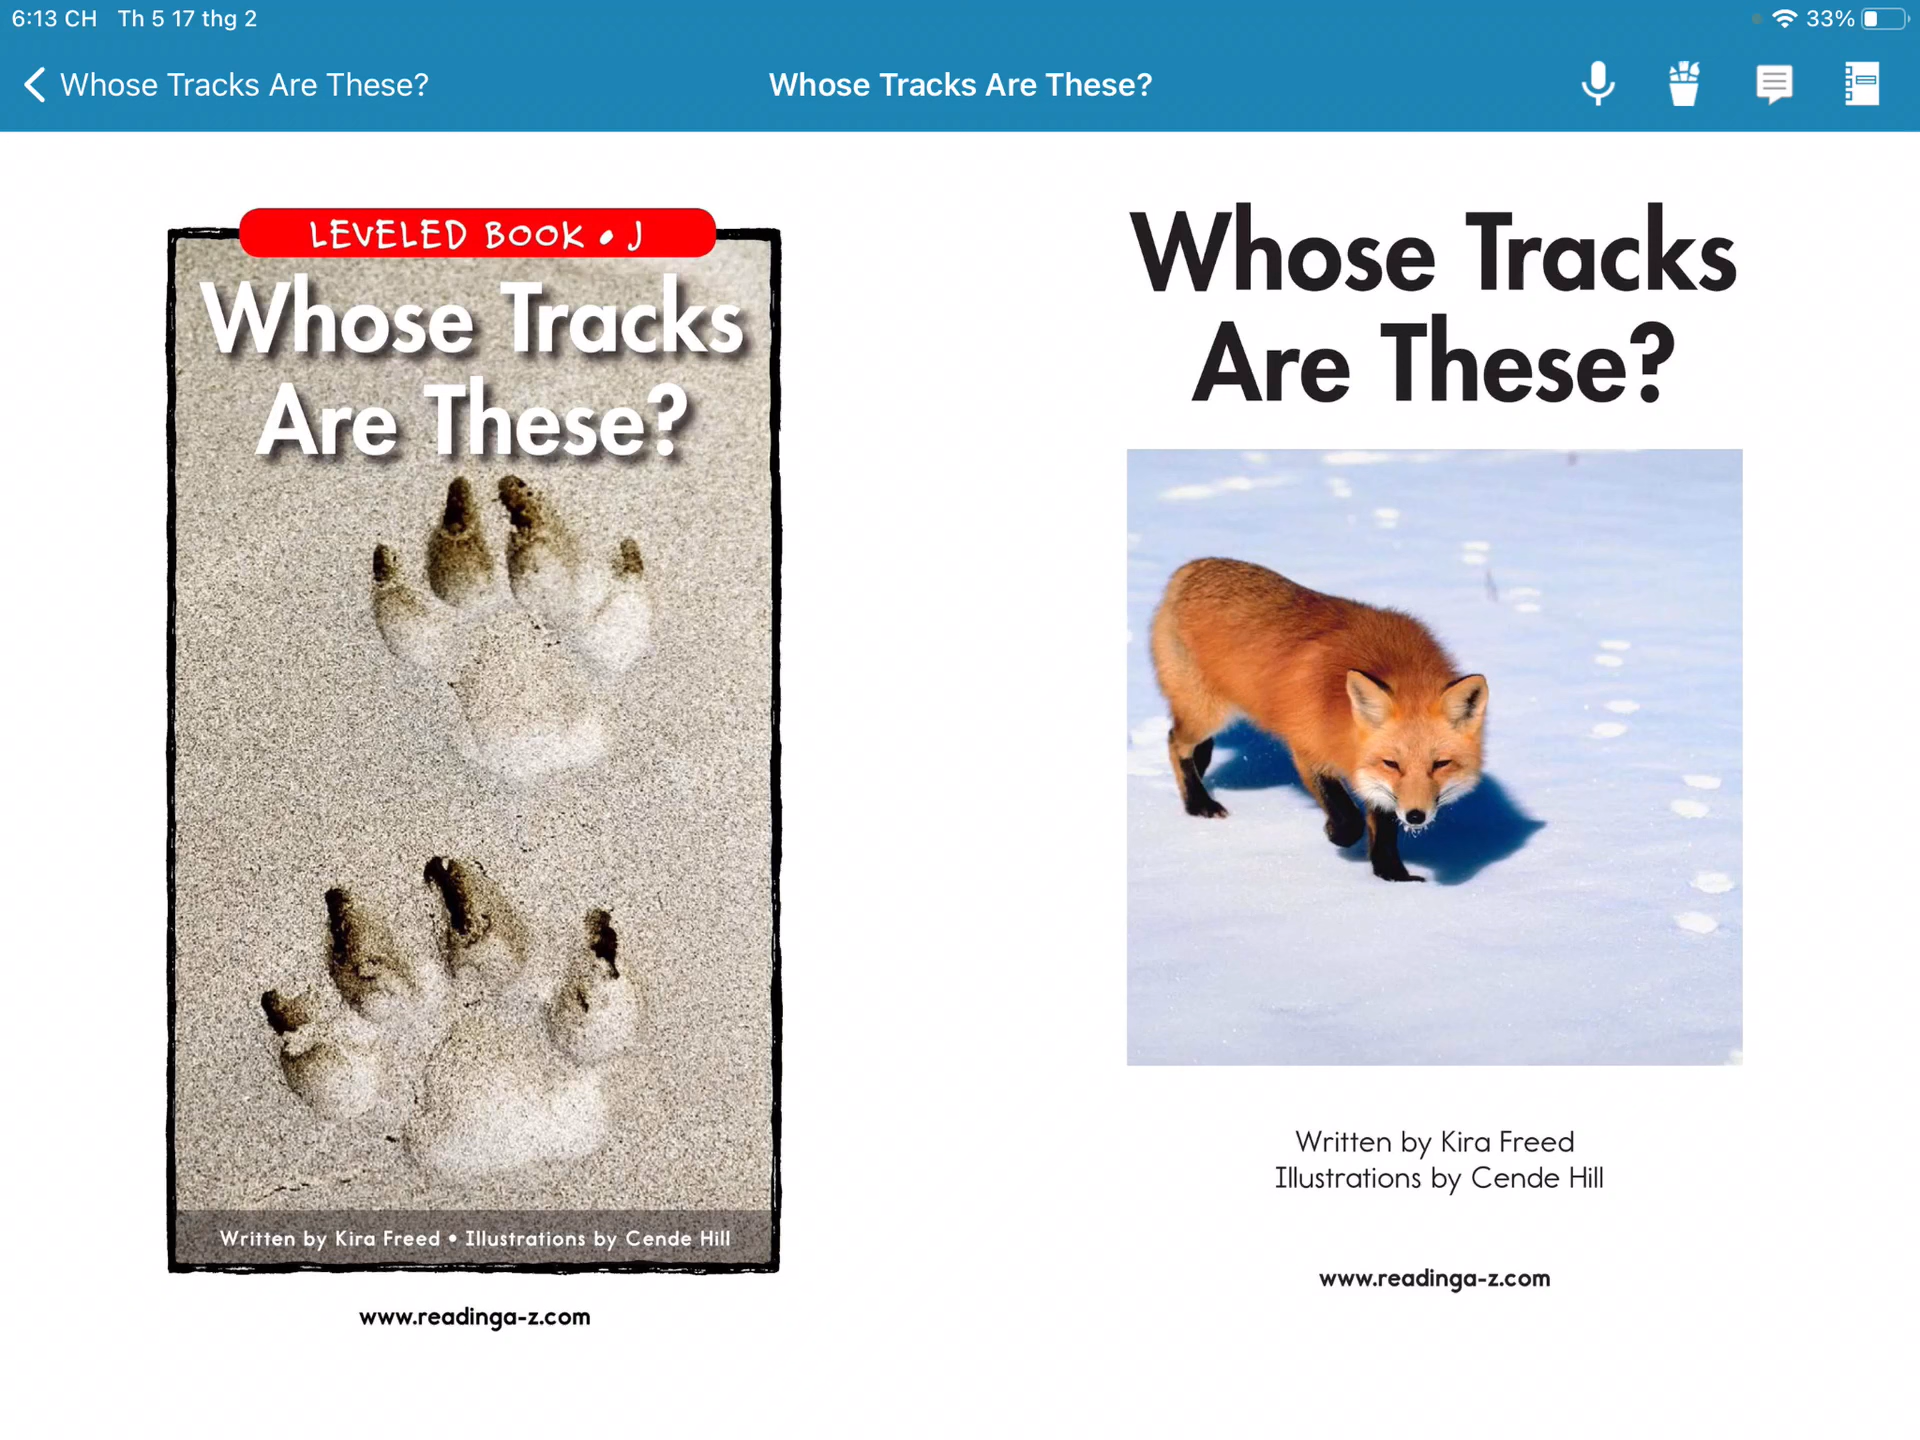 6:13 CH Th 5 17 thg 2
33%
Whose Tracks Are These?
Whose Tracks Are These?
LEVELED BOOK • J
Whose Tracks
Are These?
Written by Kira Freed • Illustrations by Cende Hill
www.readinga-z.com
Whose Tracks
Are These?
Written by Kira Freed
Illustrations by Cende Hill
www.readinga-z.com